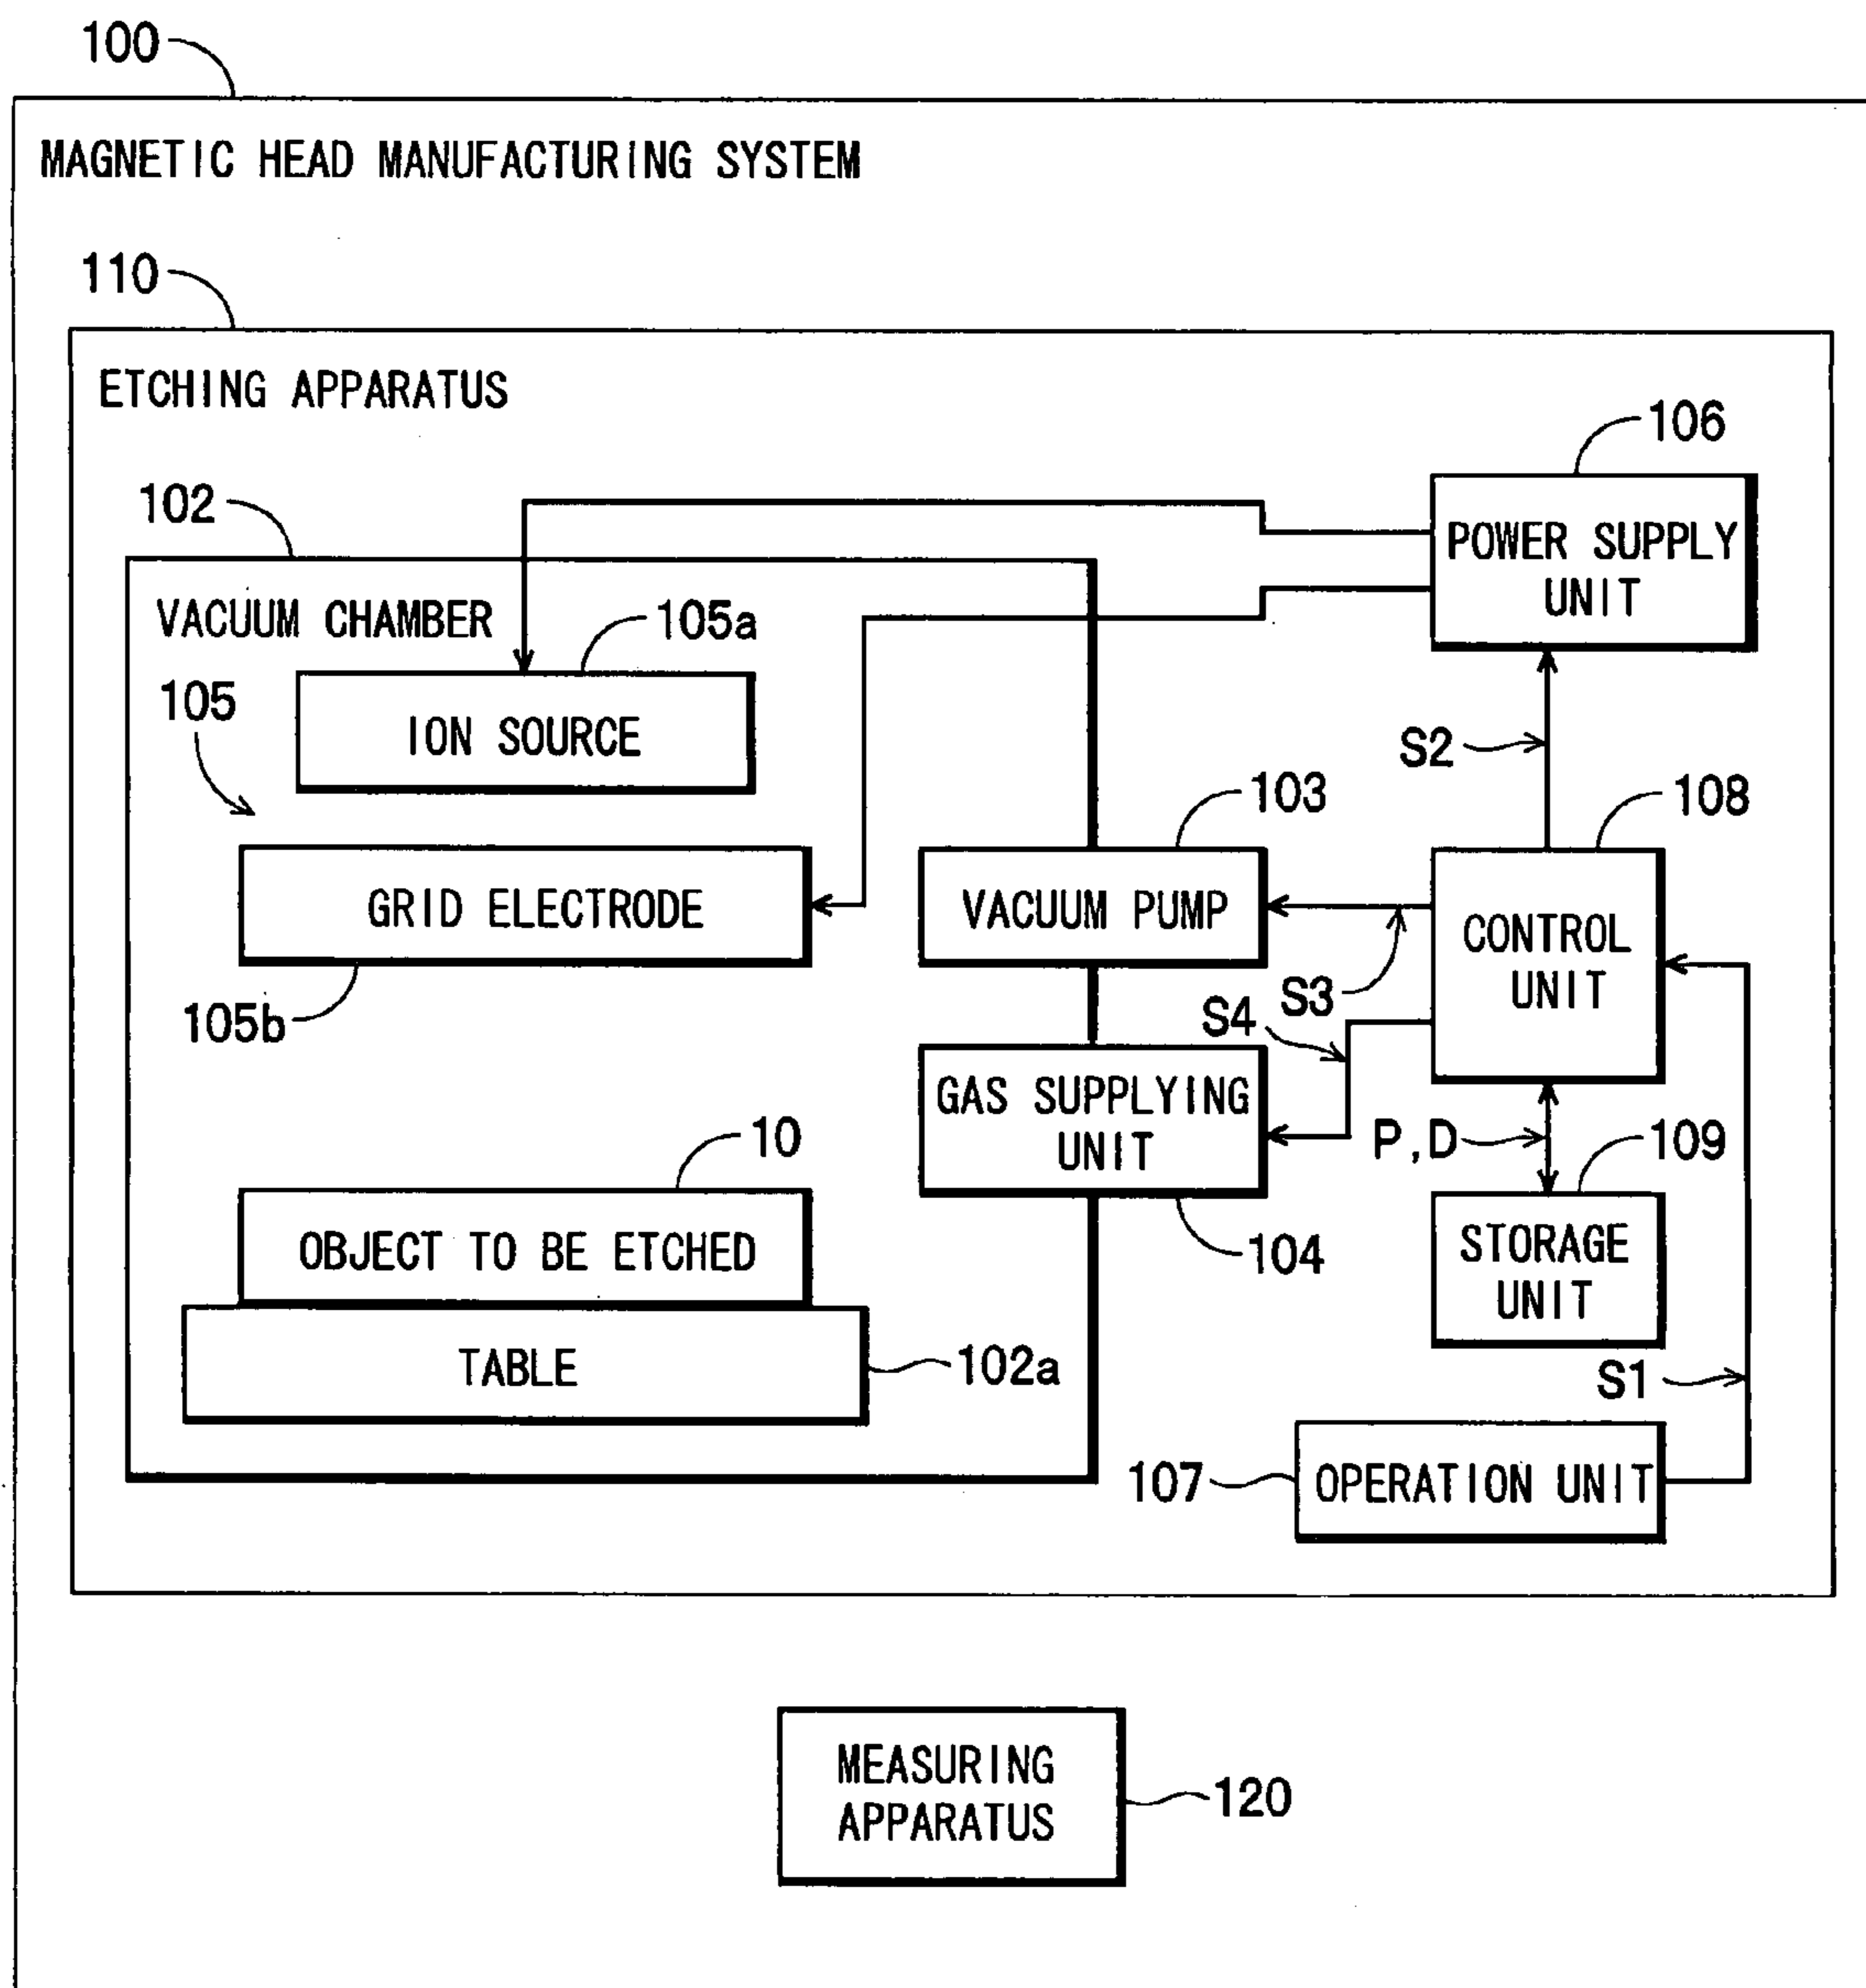 100
MAGNETIC HEAD MANUFACTURING SYSTEM
110
ETCHING APPARATUS
106
102
POWER SUPPLY
UNIT
VACUUM CHAMBER
105a
105
ION SOURCE
S2
103
108
GRID ELECTRODE
VACUUM PUMP
CONTROL
UNIT
105b
S4
S3
GAS SUPPLYING
UNIT
10
P,D
109
OBJECT TO BE ETCHED
104
STORAGE
UNIT
TABLE
102a
S1
107
OPERATION UNIT
MEASURING
APPARATUS
120